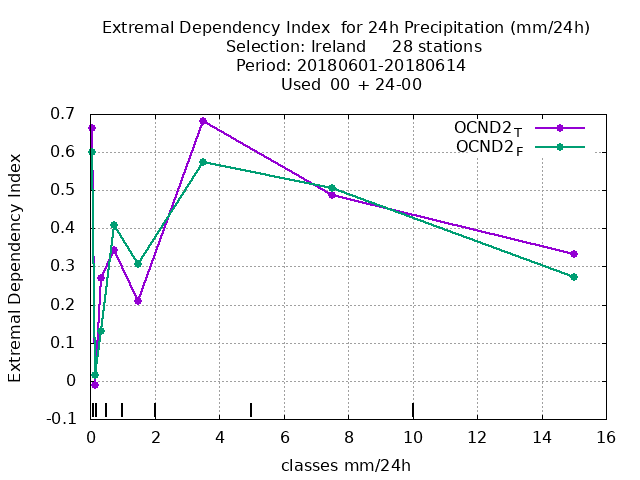 Extremal Dependency Index  for 24h Precipitation (mm/24h)
Selection: Ireland     28 stations
Period: 20180601-20180614
Used  00 + 24-00
Extremal Dependency Index
0.7
0.6
0.5
0.4
0.3
0.2
0.1
0
-0.1
OCND2T
OCND2F
0 2 4 6 8 10 12 14 16
classes mm/24h